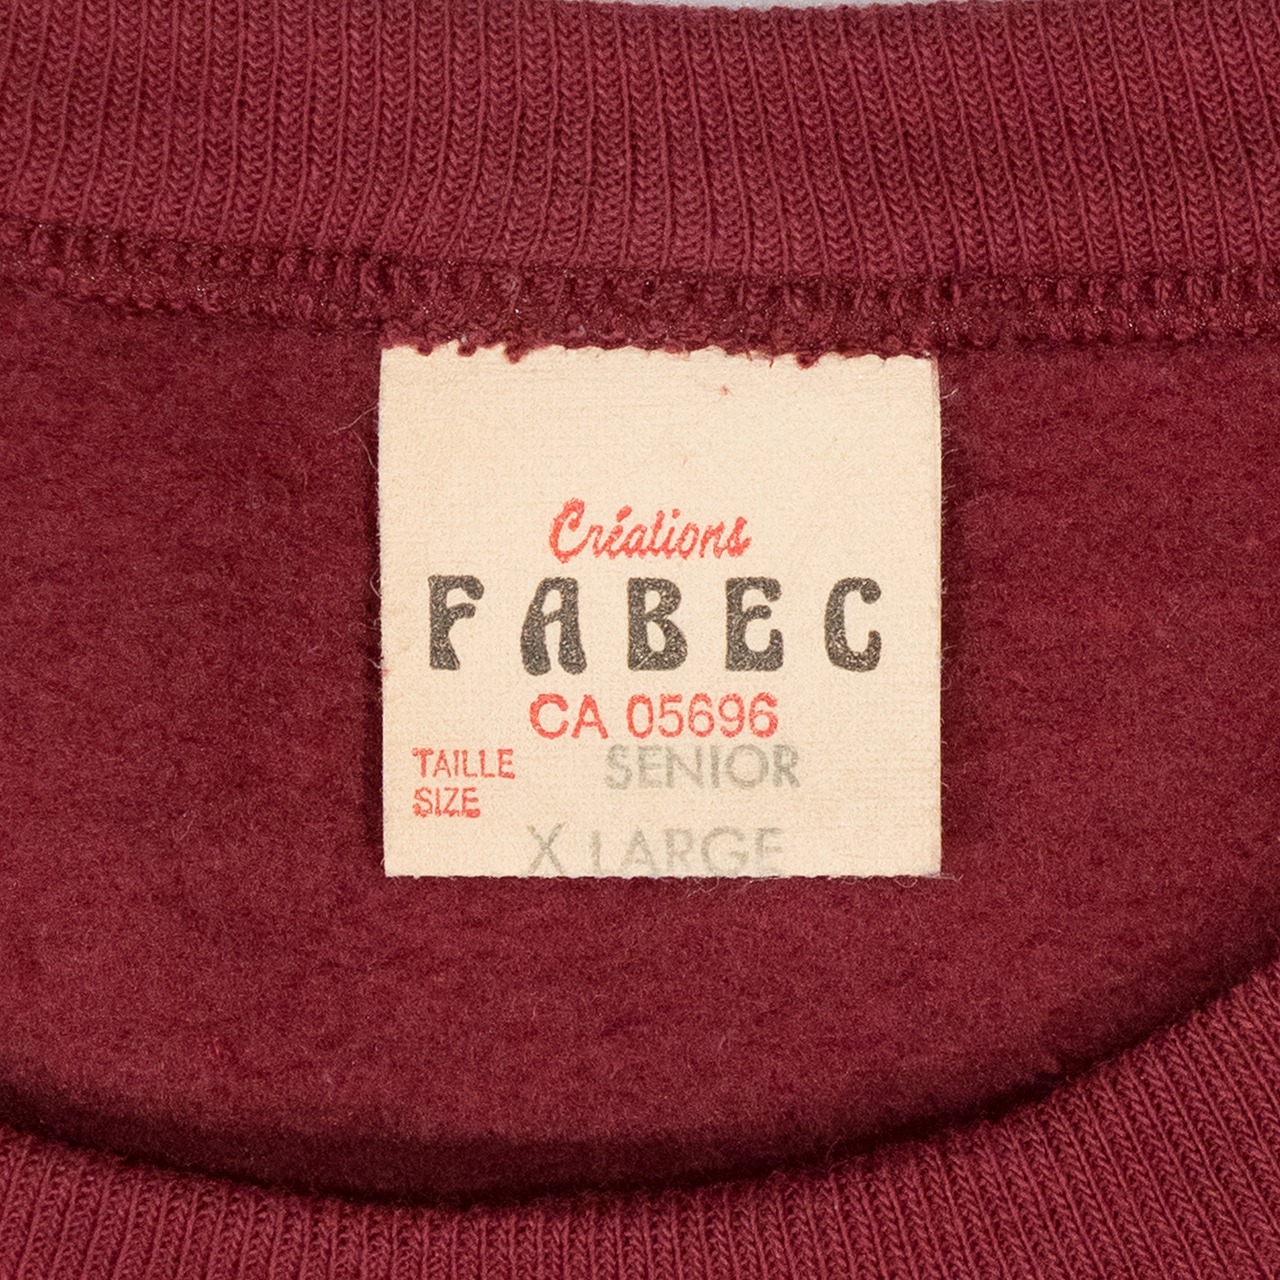 Créations
FABEC
CA 05696
TAILLE SENIOR
SIZE
X LARGE